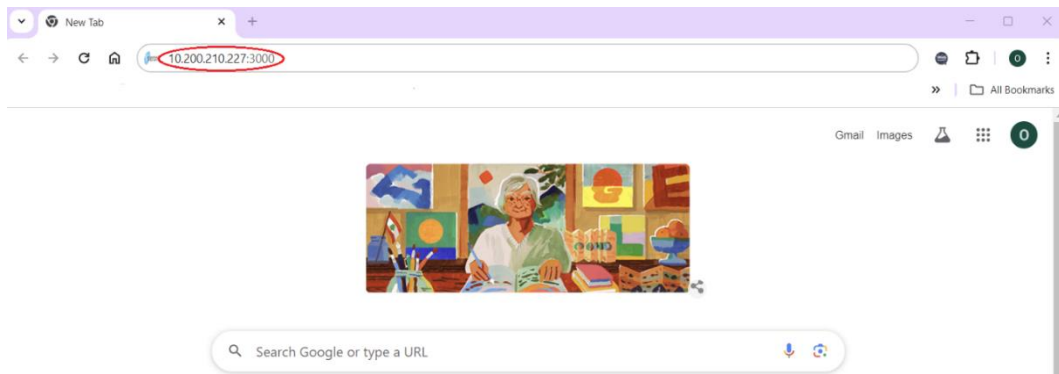 New Tab
10.200.210.227:3000
All Bookmarks
Gmail Images
Search Google or type a URL